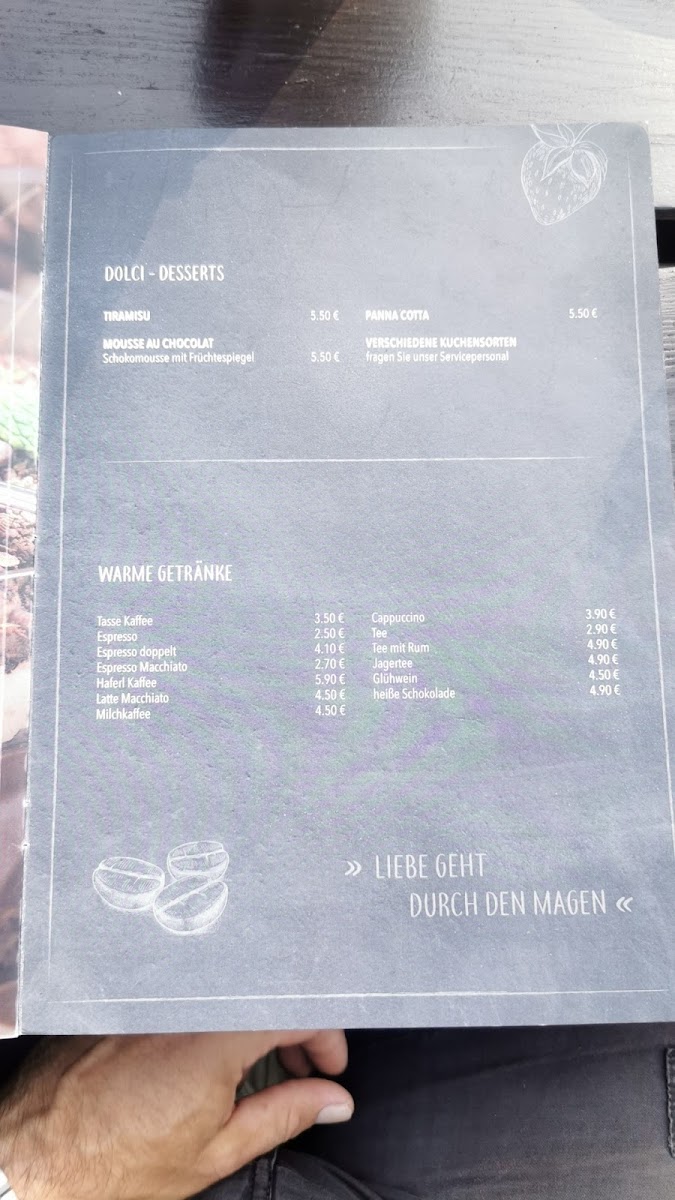 DOLCI - DESSERTS
TIRAMISU 5.50 €
MOUSSE AU CHOCOLAT
Schokomousse mit Früchtespiegel 5.50 €
PANNA COTTA 5.50 €
VERSCHIEDENE KUCHENSORTEN
fragen Sie unser Servicepersonal
WARME GETRÄNKE
Tasse Kaffee 3.50 €
Espresso 2.50 €
Espresso doppelt 4.10 €
Espresso Macchiato 2.70 €
Haferl Kaffee 5.90 €
Latte Macchiato 4.50 €
Milchkaffee 4.50 €
Cappuccino 3.90 €
Tee 2.90 €
Tee mit Rum 4.90 €
Jagertee 4.90 €
Glühwein 4.50 €
heiße Schokolade 4.90 €
» LIEBE GEHT
DURCH DEN MAGEN «